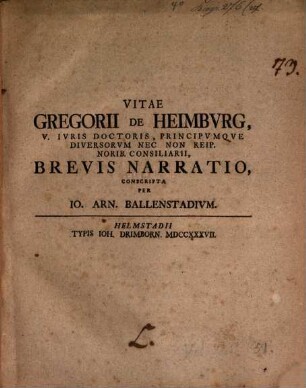 73.
VITAE
GREGORII DE HEIMBVRG,
V. IVRIS DOCTORIS, PRINCIPVMQVE
DIVERSORVM NEC NON REIP.
NORIB. CONSILIARII,
BREVIS NARRATIO,
CONSCRIPTA
PER
IO. ARN. BALLENSTADIVM.
HELMSTADII
TYPIS IOH. DRIMBORN. MDCCXXXVII.
L.